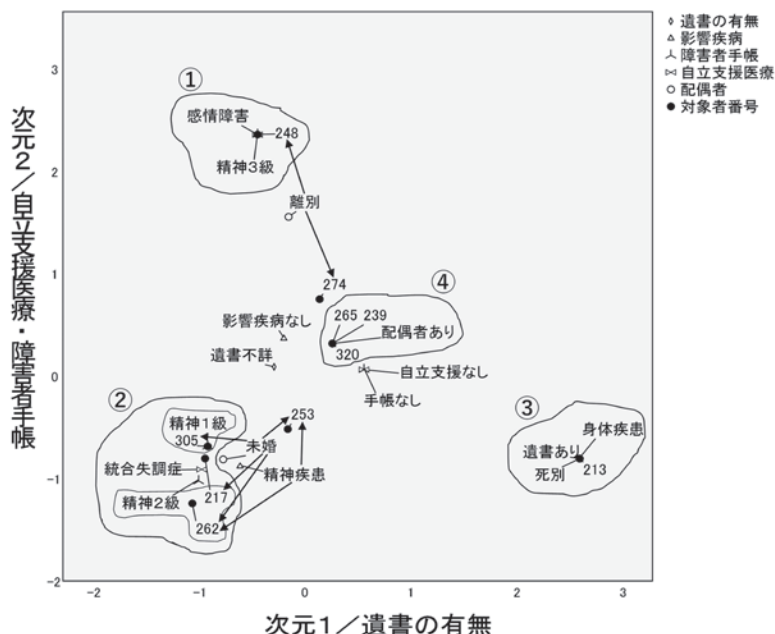 遺書の有無
影響疾病
障害者手帳
自立支援医療
配偶者
対象者番号
次元2/自立支援医療・障害者手帳
3
2
1
0
-1
-2
①
感情障害
248
精神3級
離別
274
④
265 239
配偶者あり
320
影響疾病なし
遺書不詳
自立支援なし
手帳なし
②
精神1級
305
253
未婚
統合失調症
精神疾患
217
精神2級
262
③
身体疾患
遺書あり
死別 213
-2 -1 0 1 2 3
次元1/遺書の有無